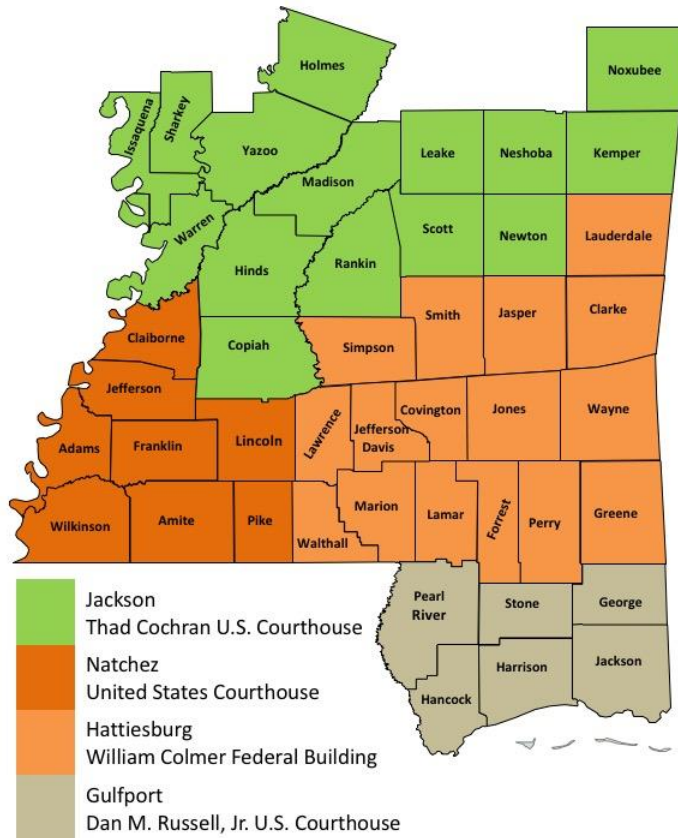 Holmes
Noxubee
Issaquena
Sharkey
Yazoo
Leake
Neshoba
Kemper
Madison
Warren
Scott
Newton
Lauderdale
Hinds
Rankin
Claiborne
Copiah
Simpson
Smith
Jasper
Clarke
Jefferson
Adams
Franklin
Lincoln
Lawrence
Jefferson
Davis
Covington
Jones
Wayne
Wilkinson
Amite
Pike
Walthall
Marion
Lamar
Forrest
Perry
Greene
Pearl
River
Stone
George
Hancock
Harrison
Jackson
Jackson
Thad Cochran U.S. Courthouse
Natchez
United States Courthouse
Hattiesburg
William Colmer Federal Building
Gulfport
Dan M. Russell, Jr. U.S. Courthouse